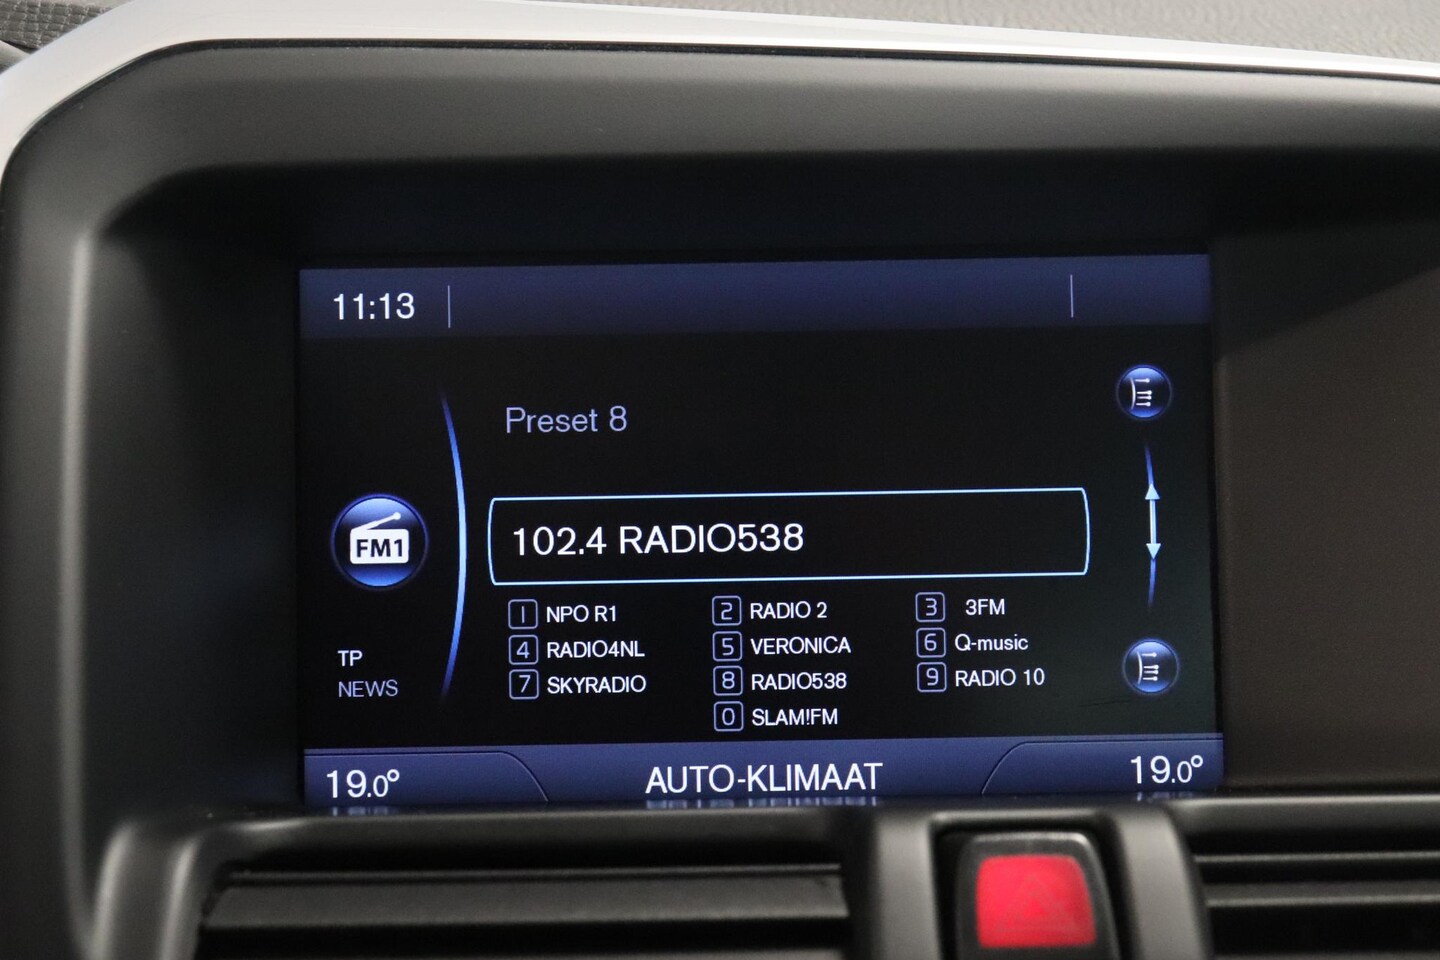 11:13
Preset 8
FM1
102.4 RADIO538
1 NPO R1 2 RADIO 2 3 3FM
4 RADIO4NL 5 VERONICA 6 Q-music
7 SKYRADIO 8 RADIO538 9 RADIO 10
0 SLAM!FM
TP
NEWS
19.0° AUTO-KLIMAAT 19.0°